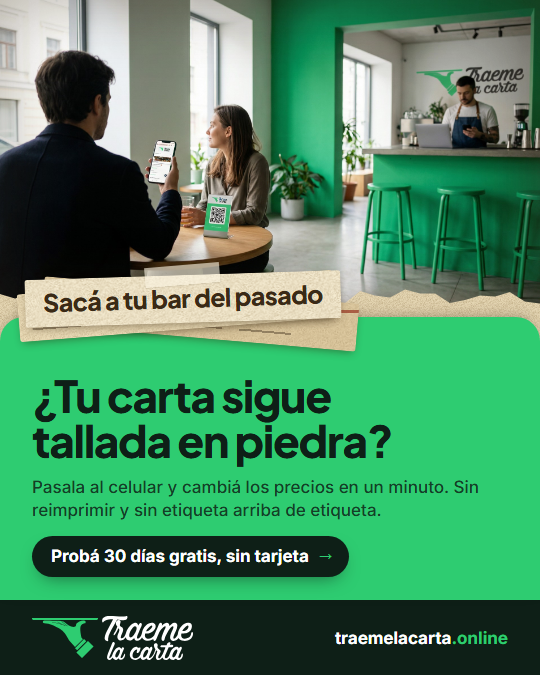 Traeme
la carta
Sacá a tu bar del pasado
¿Tu carta sigue
tallada en piedra?
Pasala al celular y cambiá los precios en un minuto. Sin
reimprimir y sin etiqueta arriba de etiqueta.
Probá 30 días gratis, sin tarjeta →
Traeme
la carta
traemelacarta.online